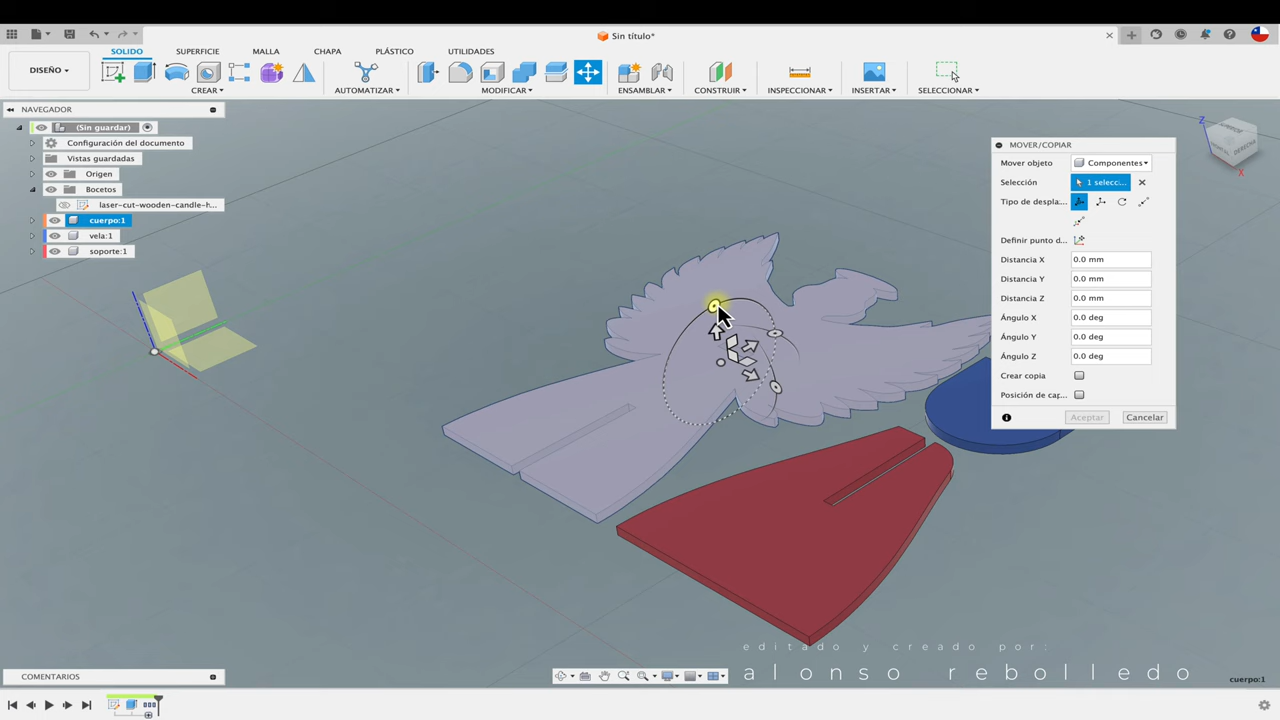 Sin título*
SOLIDO
SUPERFICIE
MALLA
CHAPA
PLÁSTICO
UTILIDADES
DISEÑO
CREAR
AUTOMATIZAR
MODIFICAR
ENSAMBLAR
CONSTRUIR
INSPECCIONAR
INSERTAR
SELECCIONAR
NAVEGADOR
(Sin guardar)
Configuración del documento
Vistas guardadas
Origen
Bocetos
laser-cut-wooden-candle-h...
cuerpo:1
vela:1
soporte:1
Z
DERECHA
X
MOVER/COPIAR
Mover objeto
Componentes
Selección
1 selecci...
Tipo de despla...
Definir punto d...
Distancia X
0.0 mm
Distancia Y
0.0 mm
Distancia Z
0.0 mm
Ángulo X
0.0 deg
Ángulo Y
0.0 deg
Ángulo Z
0.0 deg
Crear copia
Posición de cap...
Aceptar
Cancelar
editado y creado por:
alonso rebolledo
COMENTARIOS
cuerpo:1